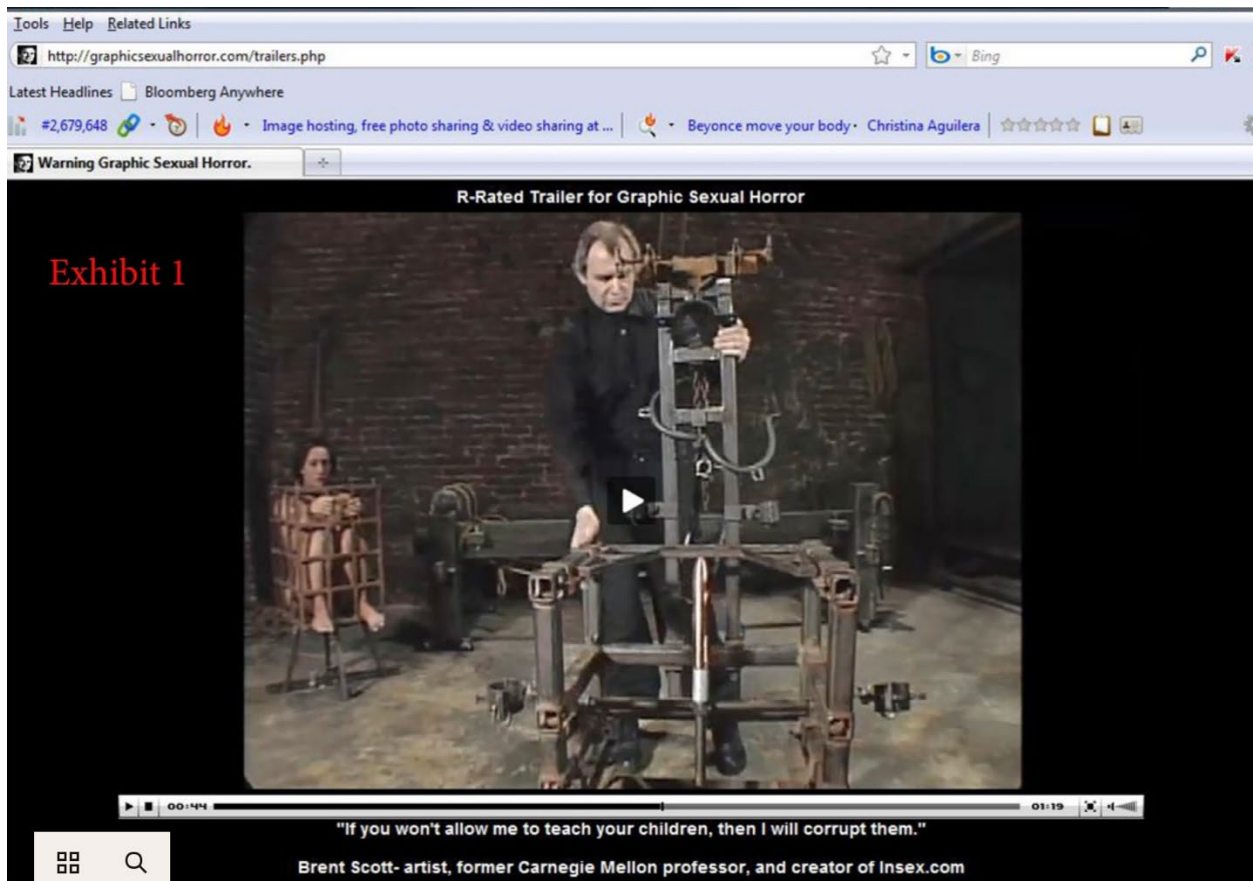 Tools Help Related Links
http://graphicsexualhorror.com/trailers.php Bing
Latest Headlines Bloomberg Anywhere
#2,679,648 Image hosting, free photo sharing & video sharing at ... Beyonce move your body Christina Aguilera
Warning Graphic Sexual Horror.
R-Rated Trailer for Graphic Sexual Horror
Exhibit 1
00:44 01:19
"If you won't allow me to teach your children, then I will corrupt them."
Brent Scott- artist, former Carnegie Mellon professor, and creator of Insex.com